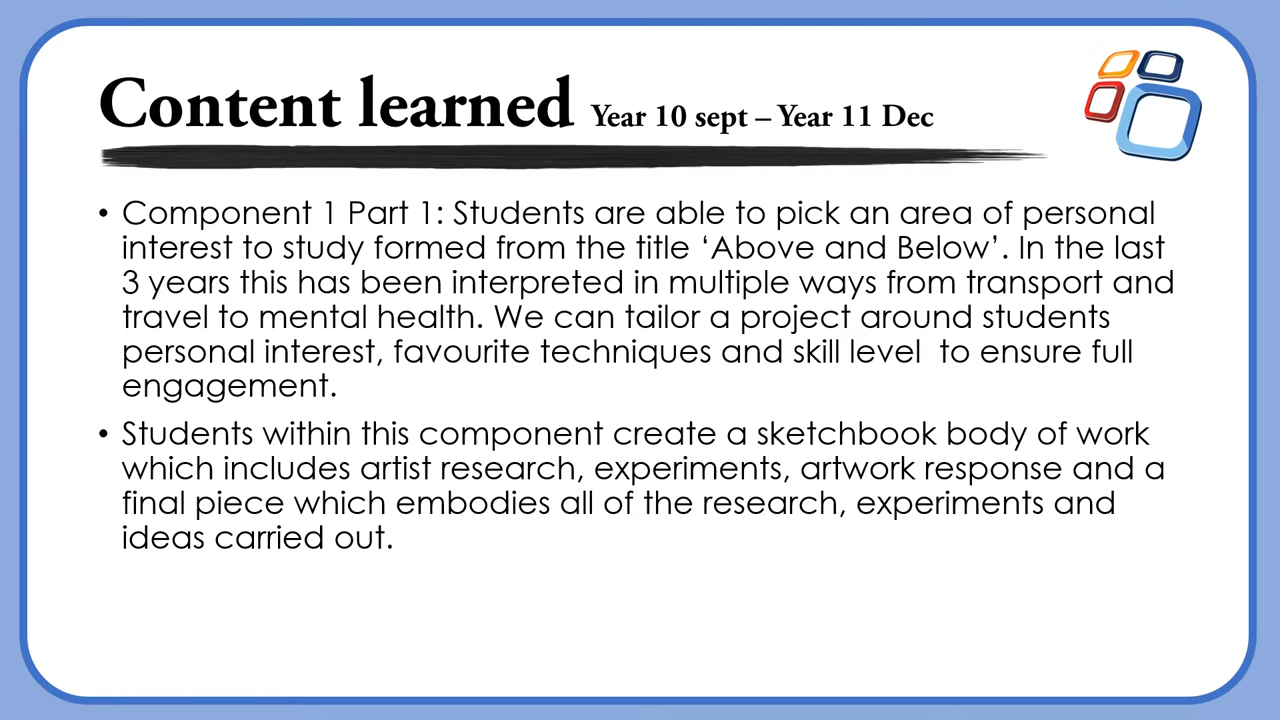 Content learned Year 10 sept – Year 11 Dec
• Component 1 Part 1: Students are able to pick an area of personal
interest to study formed from the title ‘Above and Below’. In the last
3 years this has been interpreted in multiple ways from transport and
travel to mental health. We can tailor a project around students
personal interest, favourite techniques and skill level  to ensure full
engagement.
• Students within this component create a sketchbook body of work
which includes artist research, experiments, artwork response and a
final piece which embodies all of the research, experiments and
ideas carried out.